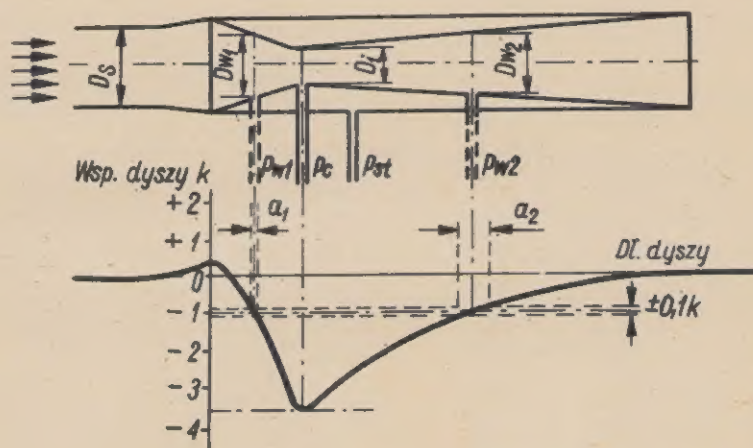 Ds
Dw1
Di
Dw2
pw1
pc
pst
pw2
Wsp. dyszy k
+2
+1
0
-1
-2
-3
-4
a1
a2
Dł. dyszy
±0,1k